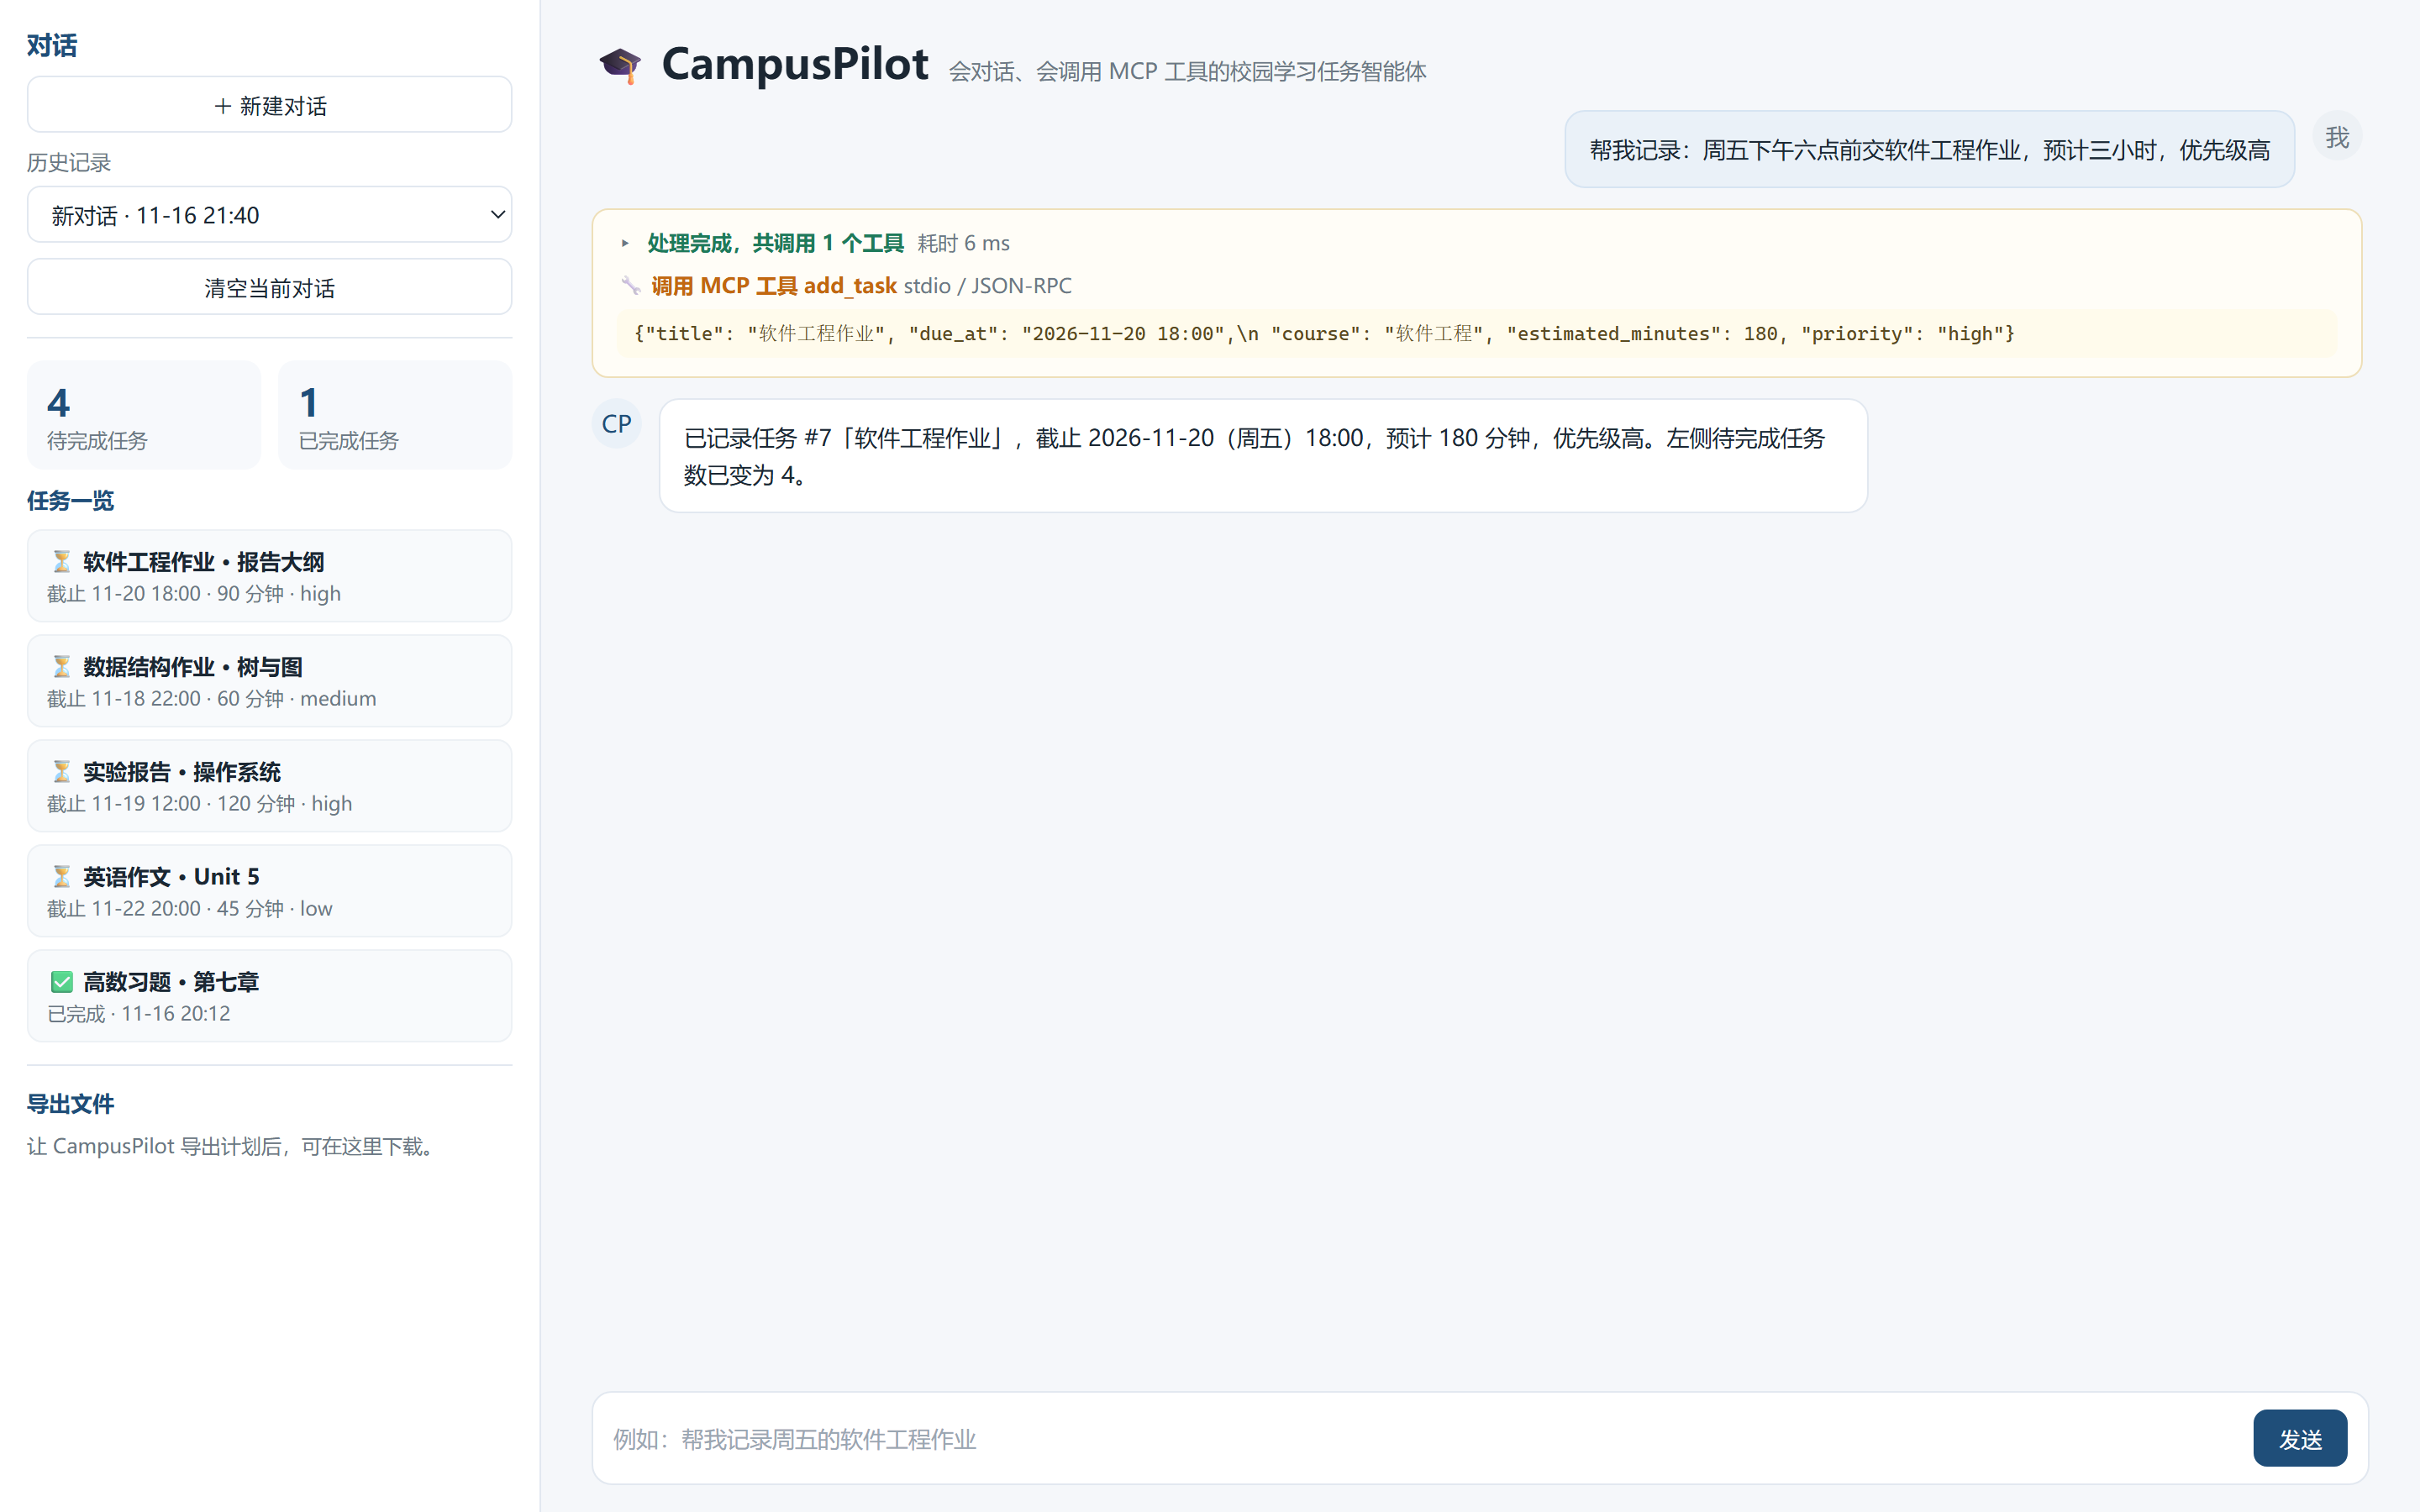 对话
+ 新建对话
历史记录
新对话 · 11-16 21:40
清空当前对话
4
待完成任务
1
已完成任务
任务一览
软件工程作业 • 报告大纲
截止 11-20 18:00 · 90 分钟 · high
数据结构作业 • 树与图
截止 11-18 22:00 · 60 分钟 · medium
实验报告 • 操作系统
截止 11-19 12:00 · 120 分钟 · high
英语作文 • Unit 5
截止 11-22 20:00 · 45 分钟 · low
高数习题 • 第七章
已完成 · 11-16 20:12
导出文件
让 CampusPilot 导出计划后，可在这里下载。
CampusPilot 会对话、会调用 MCP 工具的校园学习任务智能体
帮我记录：周五下午六点前交软件工程作业，预计三小时，优先级高
我
处理完成，共调用 1 个工具 耗时 6 ms
调用 MCP 工具 add_task stdio / JSON-RPC
{"title": "软件工程作业", "due_at": "2026-11-20 18:00",\n "course": "软件工程", "estimated_minutes": 180, "priority": "high"}
CP
已记录任务 #7「软件工程作业」，截止 2026-11-20（周五）18:00，预计 180 分钟，优先级高。左侧待完成任务
数已变为 4。
例如：帮我记录周五的软件工程作业
发送